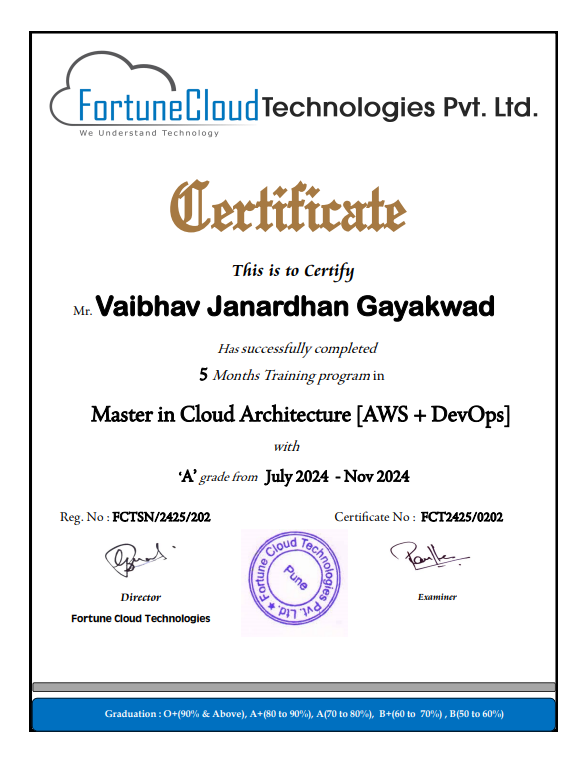 FortuneCloud Technologies Pvt. Ltd.
We Understand Technology
Certificate
This is to Certify
Mr. Vaibhav Janardhan Gayakwad
Has successfully completed
5 Months Training program in
Master in Cloud Architecture [AWS + DevOps]
with
‘A’ grade from July 2024 - Nov 2024
Reg. No : FCTSN/2425/202 Certificate No : FCT2425/0202
Fortune Cloud Technologies Pvt. Ltd.
Pune
Director Examiner
Fortune Cloud Technologies
Graduation : O+(90% & Above), A+(80 to 90%), A(70 to 80%), B+(60 to 70%) , B(50 to 60%)